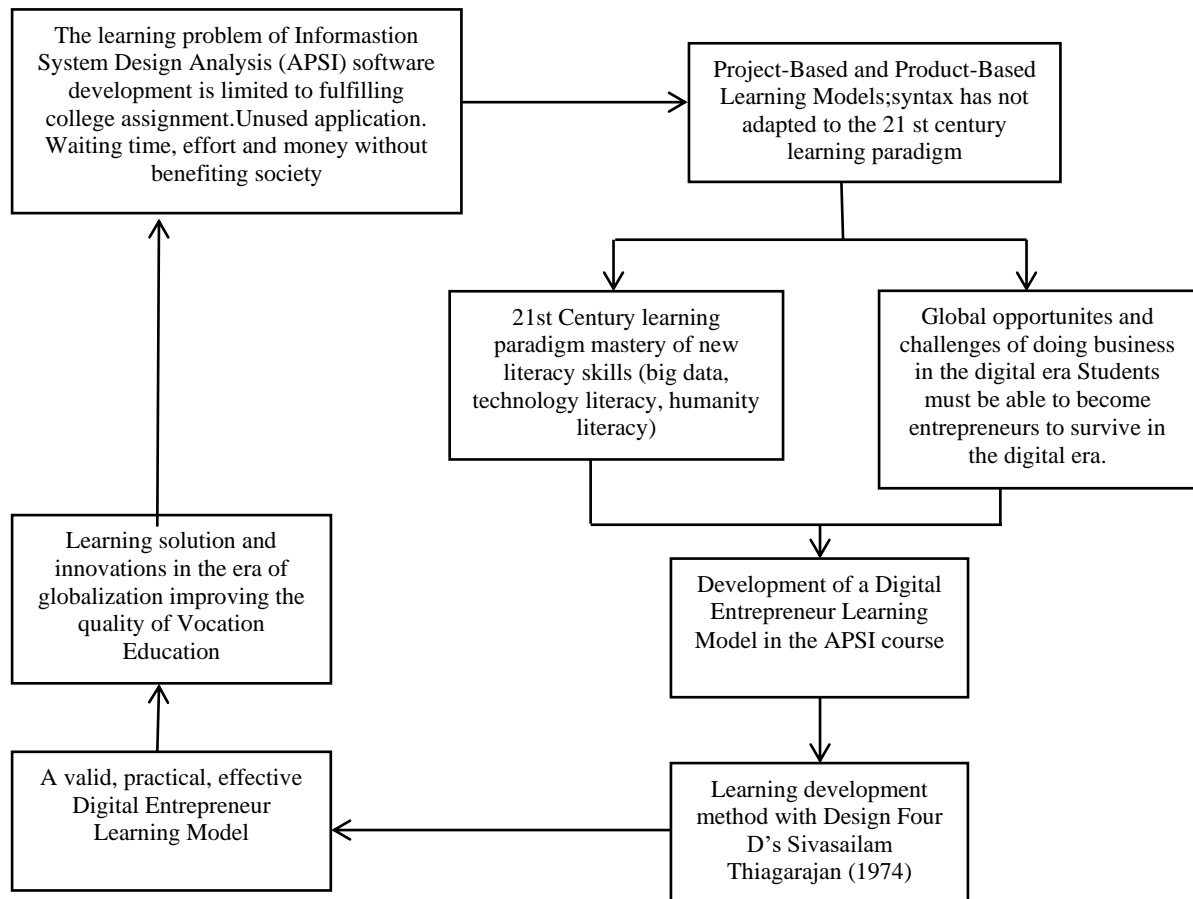 The learning problem of Informastion
System Design Analysis (APSI) software
development is limited to fulfilling
college assignment.Unused application.
Waiting time, effort and money without
benefiting society
Project-Based and Product-Based
Learning Models;syntax has not
adapted to the 21 st century
learning paradigm
21st Century learning
paradigm mastery of new
literacy skills (big data,
technology literacy, humanity
literacy)
Global opportunites and
challenges of doing business
in the digital era Students
must be able to become
entrepreneurs to survive in
the digital era.
Development of a Digital
Entrepreneur Learning
Model in the APSI course
Learning development
method with Design Four
D’s Sivasailam
Thiagarajan (1974)
A valid, practical, effective
Digital Entrepreneur
Learning Model
Learning solution and
innovations in the era of
globalization improving the
quality of Vocation
Education